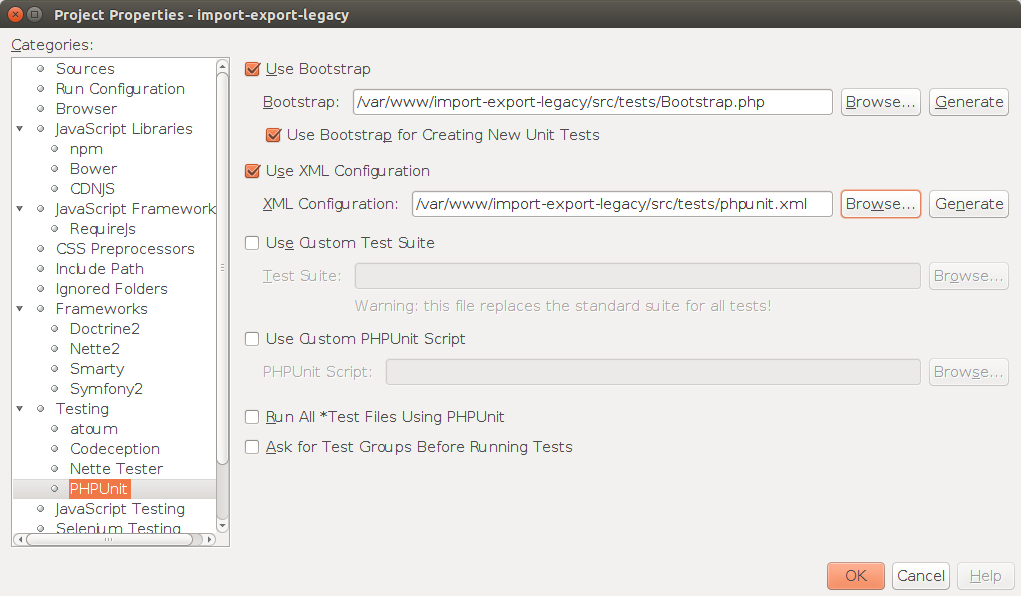 Project Properties - import-export-legacy
Categories:
Sources
Run Configuration
Browser
JavaScript Libraries
npm
Bower
CDNJS
JavaScript Framework
RequireJs
CSS Preprocessors
Include Path
Ignored Folders
Frameworks
Doctrine2
Nette2
Smarty
Symfony2
Testing
atoum
Codeception
Nette Tester
PHPUnit
JavaScript Testing
Selenium Testing
Use Bootstrap
Bootstrap: /var/www/import-export-legacy/src/tests/Bootstrap.php Browse... Generate
Use Bootstrap for Creating New Unit Tests
Use XML Configuration
XML Configuration: /var/www/import-export-legacy/src/tests/phpunit.xml Browse... Generate
Use Custom Test Suite
Test Suite: Browse...
Warning: this file replaces the standard suite for all tests!
Use Custom PHPUnit Script
PHPUnit Script: Browse...
Run All *Test Files Using PHPUnit
Ask for Test Groups Before Running Tests
OK Cancel Help